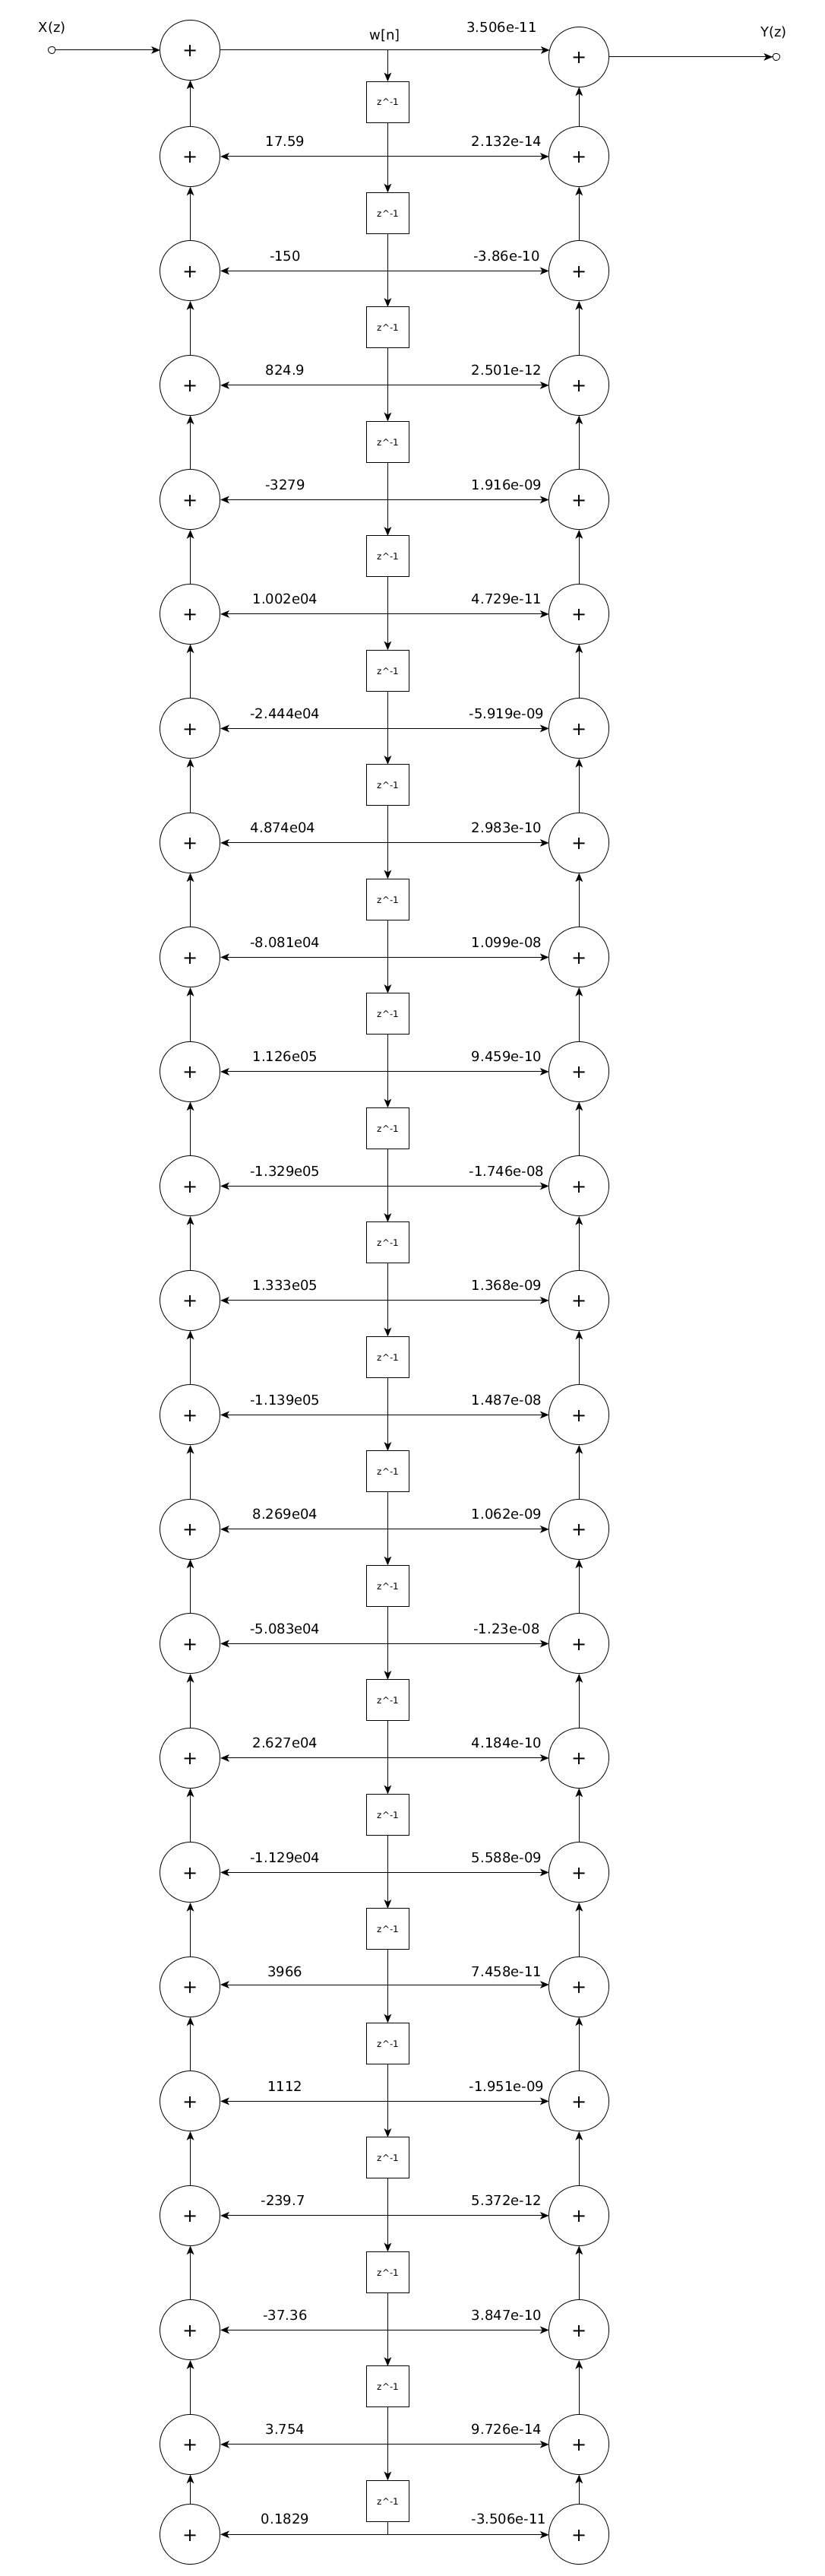 X(z)
w[n]
3.506e-11
Y(z)
+
+
z^-1
17.59
2.132e-14
+
+
z^-1
-150
-3.86e-10
+
+
z^-1
824.9
2.501e-12
+
+
z^-1
-3279
1.916e-09
+
+
z^-1
1.002e04
4.729e-11
+
+
z^-1
-2.444e04
-5.919e-09
+
+
z^-1
4.874e04
2.983e-10
+
+
z^-1
-8.081e04
1.099e-08
+
+
z^-1
1.126e05
9.459e-10
+
+
z^-1
-1.329e05
-1.746e-08
+
+
z^-1
1.333e05
1.368e-09
+
+
z^-1
-1.139e05
1.487e-08
+
+
z^-1
8.269e04
1.062e-09
+
+
z^-1
-5.083e04
-1.23e-08
+
+
z^-1
2.627e04
4.184e-10
+
+
z^-1
-1.129e04
5.588e-09
+
+
z^-1
3966
7.458e-11
+
+
z^-1
1112
-1.951e-09
+
+
z^-1
-239.7
5.372e-12
+
+
z^-1
-37.36
3.847e-10
+
+
z^-1
3.754
9.726e-14
+
+
z^-1
0.1829
-3.506e-11
+
+